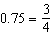 0.75 = 3/4